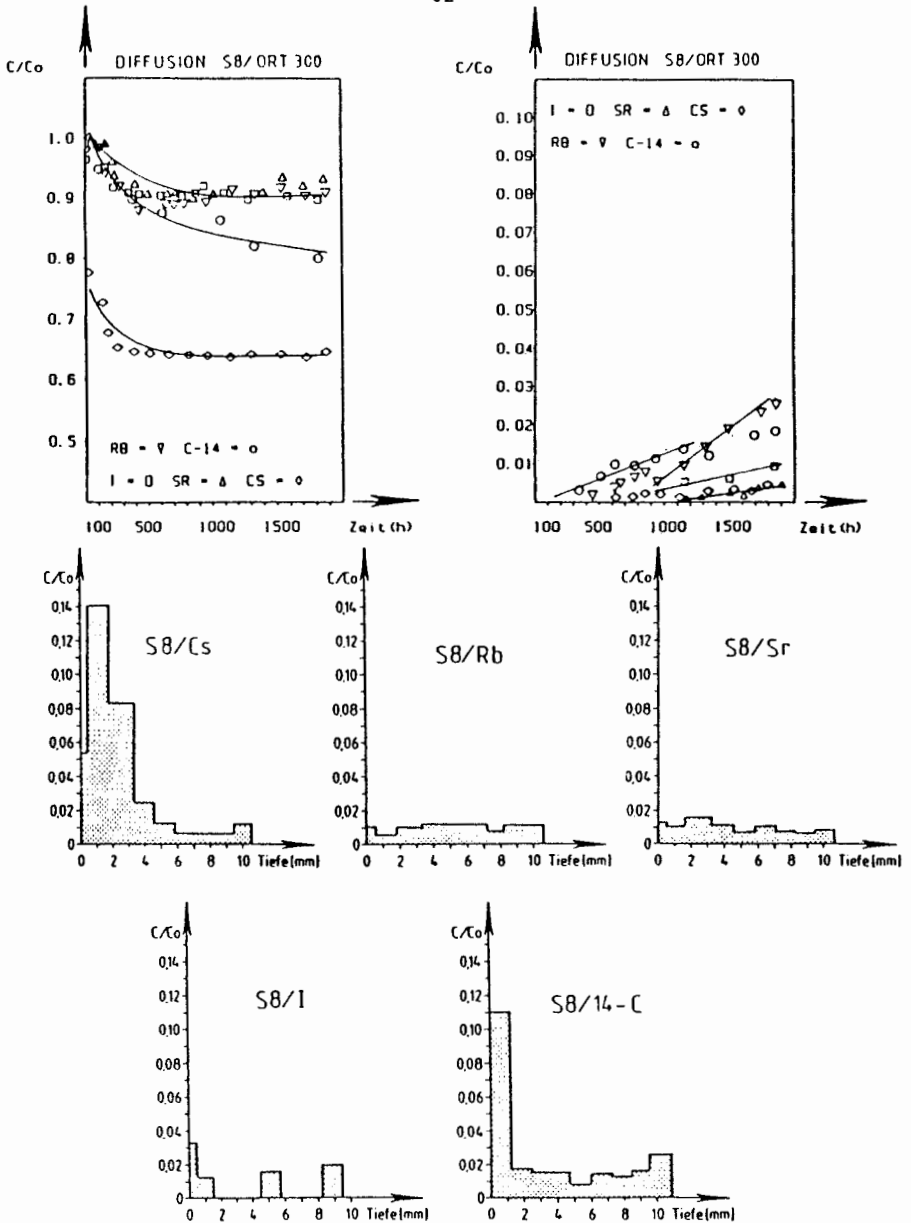 C/Co
DIFFUSION S8/ORT 300
1.0
0.9
0.8
0.7
0.6
0.5
RB - ▽ C-14 - o
I - □ SR - △ CS - ◇
100 500 1500 Zeit(h)
C/Co
DIFFUSION S8/ORT 300
I - □ SR - △ CS - ◇
RB - ▽ C-14 - o
0.10
0.09
0.08
0.07
0.06
0.05
0.04
0.03
0.02
0.01
100 500 1500 Zeit(h)
C/Co
0,14
0,12
0,10
0,08
0,06
0,04
0,02
0
S8/Cs
0 2 4 6 8 10 Tiefe(mm)
C/Co
0,14
0,12
0,10
0,08
0,06
0,04
0,02
0
S8/Rb
0 2 4 6 8 10 Tiefe(mm)
C/Co
0,14
0,12
0,10
0,08
0,06
0,04
0,02
0
S8/Sr
0 2 4 6 8 10 Tiefe(mm)
C/Co
0,14
0,12
0,10
0,08
0,06
0,04
0,02
0
S8/I
0 2 4 6 8 10 Tiefe(mm)
C/Co
0,14
0,12
0,10
0,08
0,06
0,04
0,02
0
S8/14-C
0 2 4 6 8 10 Tiefe(mm)